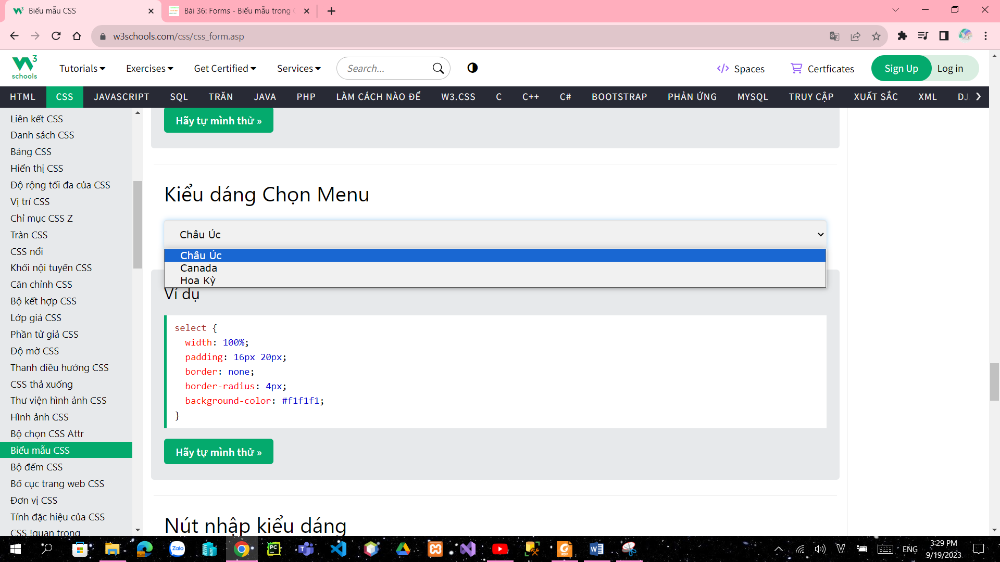 Biểu mẫu CSS
Bài 36: Forms - Biểu mẫu trong
w3schools.com/css/css_form.asp
W3 schools
Tutorials
Exercises
Get Certified
Services
Search...
Spaces
Certficates
Sign Up
Log in
HTML
CSS
JAVASCRIPT
SQL
TRĂN
JAVA
PHP
LÀM CÁCH NÀO ĐỂ
W3.CSS
C
C++
C#
BOOTSTRAP
PHẢN ỨNG
MYSQL
TRUY CẬP
XUẤT SẮC
XML
DJ
Liên kết CSS
Danh sách CSS
Bảng CSS
Hiển thị CSS
Độ rộng tối đa của CSS
Vị trí CSS
Chỉ mục CSS Z
Tràn CSS
CSS nổi
Khối nội tuyến CSS
Căn chỉnh CSS
Bộ kết hợp CSS
Lớp giả CSS
Phần tử giả CSS
Độ mờ CSS
Thanh điều hướng CSS
CSS thả xuống
Thư viện hình ảnh CSS
Hình ảnh CSS
Bộ chọn CSS Attr
Biểu mẫu CSS
Bộ đếm CSS
Bố cục trang web CSS
Đơn vị CSS
Tính đặc hiệu của CSS
CSS !quan trọng
Hãy tự mình thử »
Kiểu dáng Chọn Menu
Châu Úc
Châu Úc
Canada
Hoa Kỳ
Ví dụ
select {
width: 100%;
padding: 16px 20px;
border: none;
border-radius: 4px;
background-color: #f1f1f1;
}
Hãy tự mình thử »
Nút nhập kiểu dáng
Zalo
PC
PDF
ENG
3:29 PM
9/19/2023